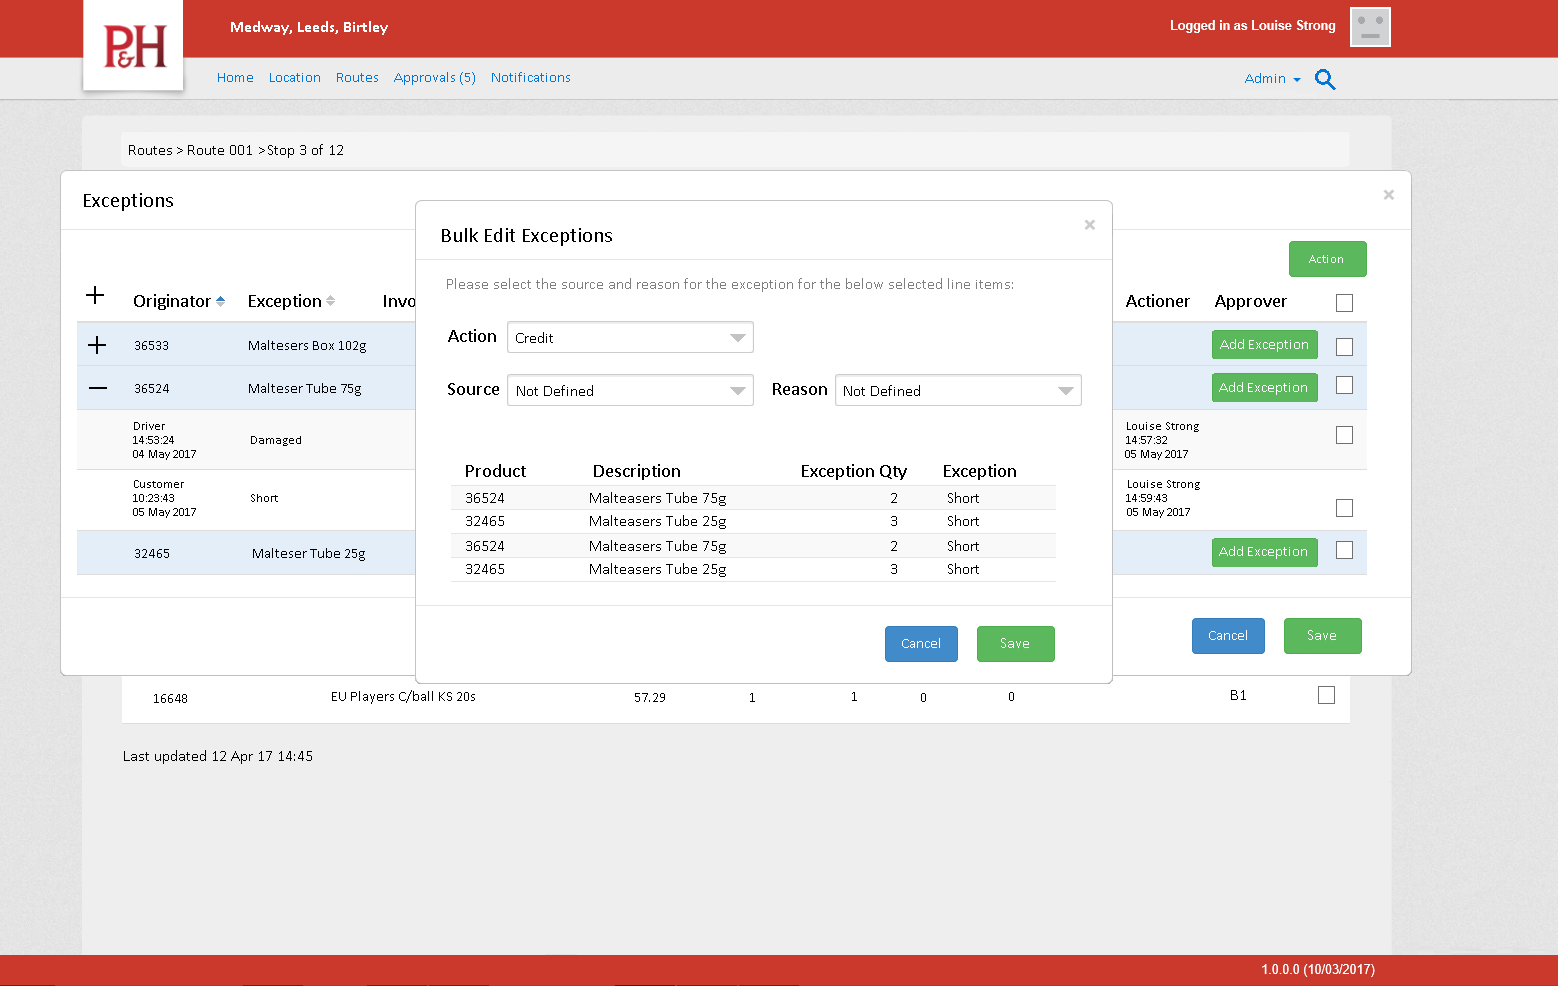 P&H
Medway, Leeds, Birtley
Logged in as Louise Strong
Home Location Routes Approvals (5) Notifications
Admin
Routes > Route 001 >Stop 3 of 12
Exceptions
×
Bulk Edit Exceptions
×
Action
Please select the source and reason for the exception for the below selected line items:
Originator Exception Invo
Actioner Approver
Action Credit
36533 Maltesers Box 102g
Add Exception
36524 Malteser Tube 75g
Add Exception
Source Not Defined Reason Not Defined
Driver
14:53:24
04 May 2017
Damaged
Louise Strong
14:57:32
05 May 2017
Product Description Exception Qty Exception
36524 Malteasers Tube 75g 2 Short
32465 Malteasers Tube 25g 3 Short
36524 Malteasers Tube 75g 2 Short
32465 Malteasers Tube 25g 3 Short
Customer
10:23:43
05 May 2017
Short
Louise Strong
14:59:43
05 May 2017
32465 Malteser Tube 25g
Add Exception
Cancel Save
Cancel Save
16648 EU Players C/ball KS 20s 57.29 1 1 0 0 B1
Last updated 12 Apr 17 14:45
1.0.0.0 (10/03/2017)